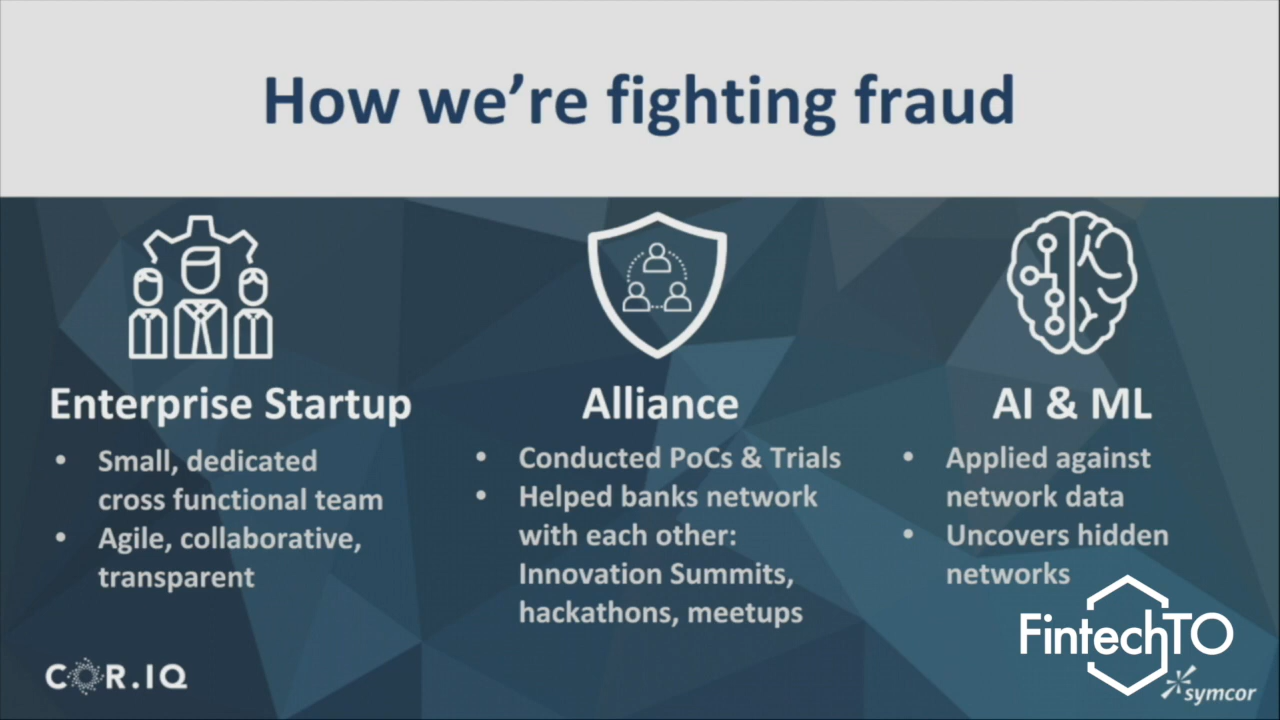 How we're fighting fraud
Enterprise Startup
• Small, dedicated
cross functional team
• Agile, collaborative,
transparent
Alliance
• Conducted PoCs & Trials
• Helped banks network
with each other:
Innovation Summits,
hackathons, meetups
AI & ML
• Applied against
network data
• Uncovers hidden
networks
COR.IQ
FintechTO
symcor